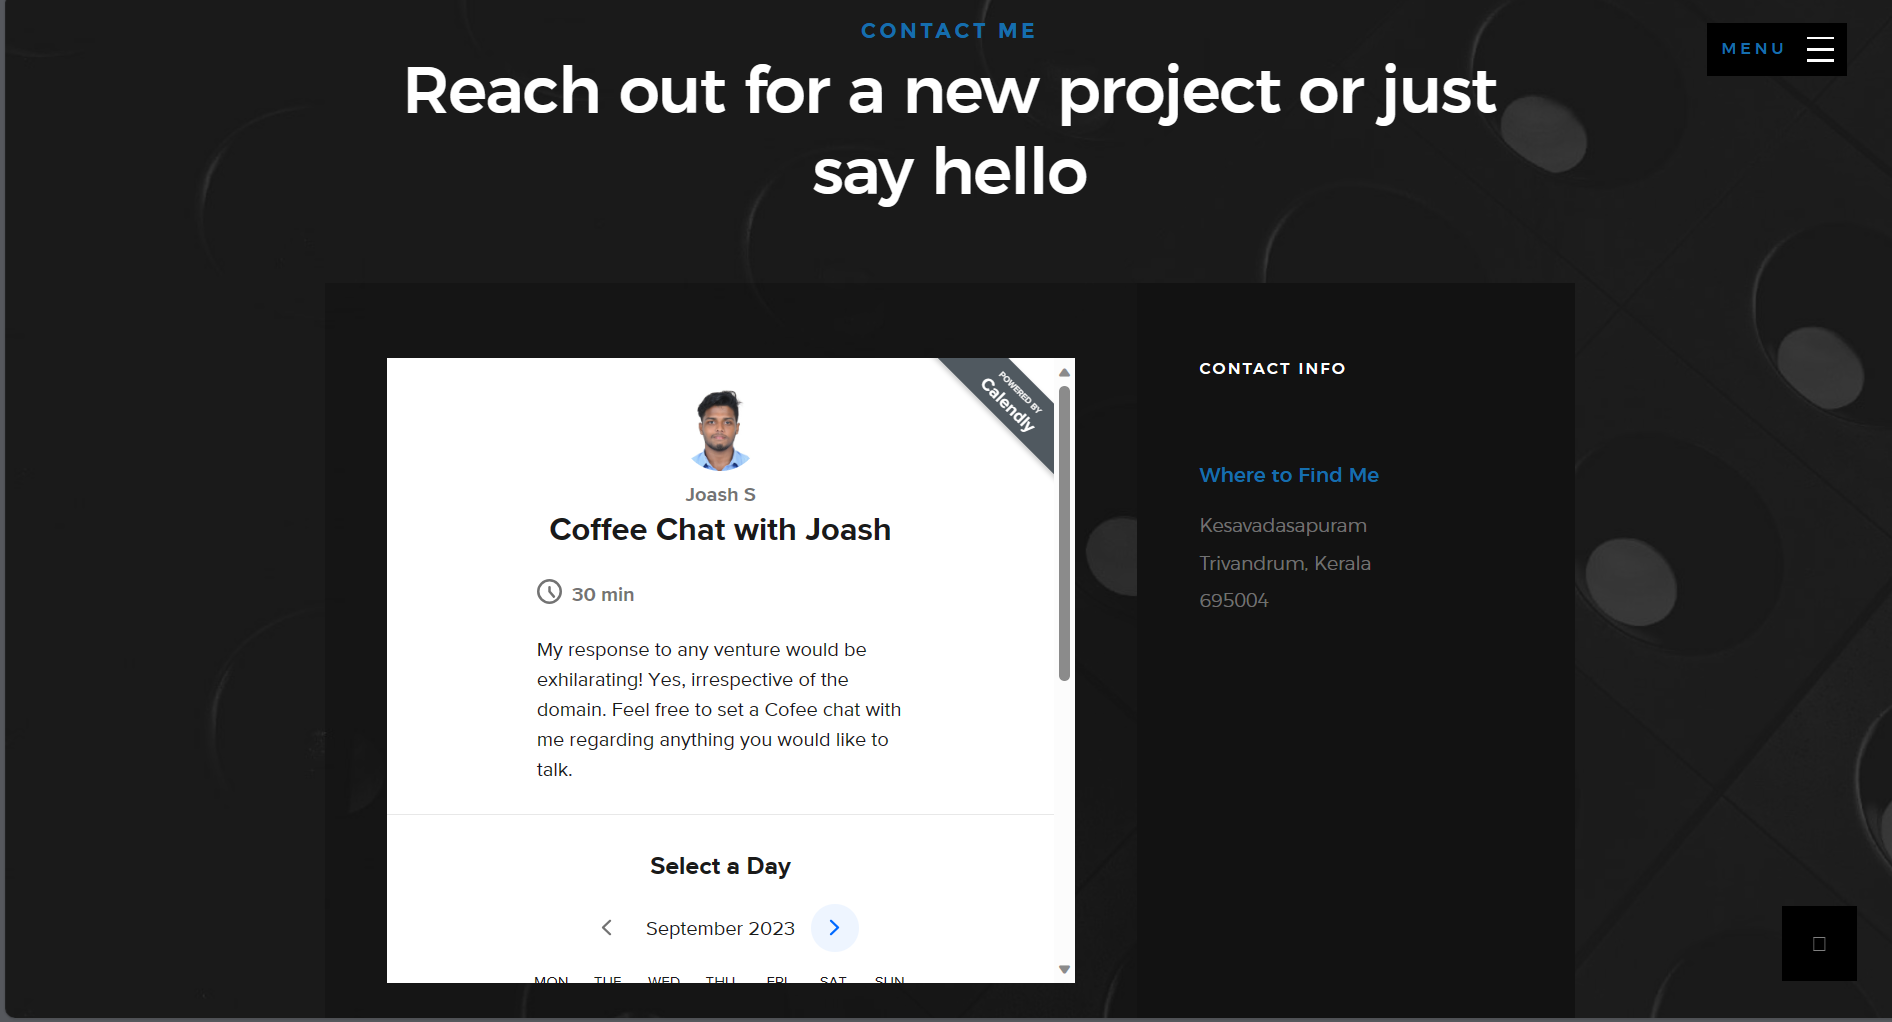 CONTACT ME
MENU
Reach out for a new project or just
say hello
POWERED BY
Calendly
Joash S
Coffee Chat with Joash
30 min
My response to any venture would be
exhilarating! Yes, irrespective of the
domain. Feel free to set a Cofee chat with
me regarding anything you would like to
talk.
Select a Day
September 2023
MON TUE WED THU FRI SAT SUN
CONTACT INFO
Where to Find Me
Kesavadasapuram
Trivandrum, Kerala
695004